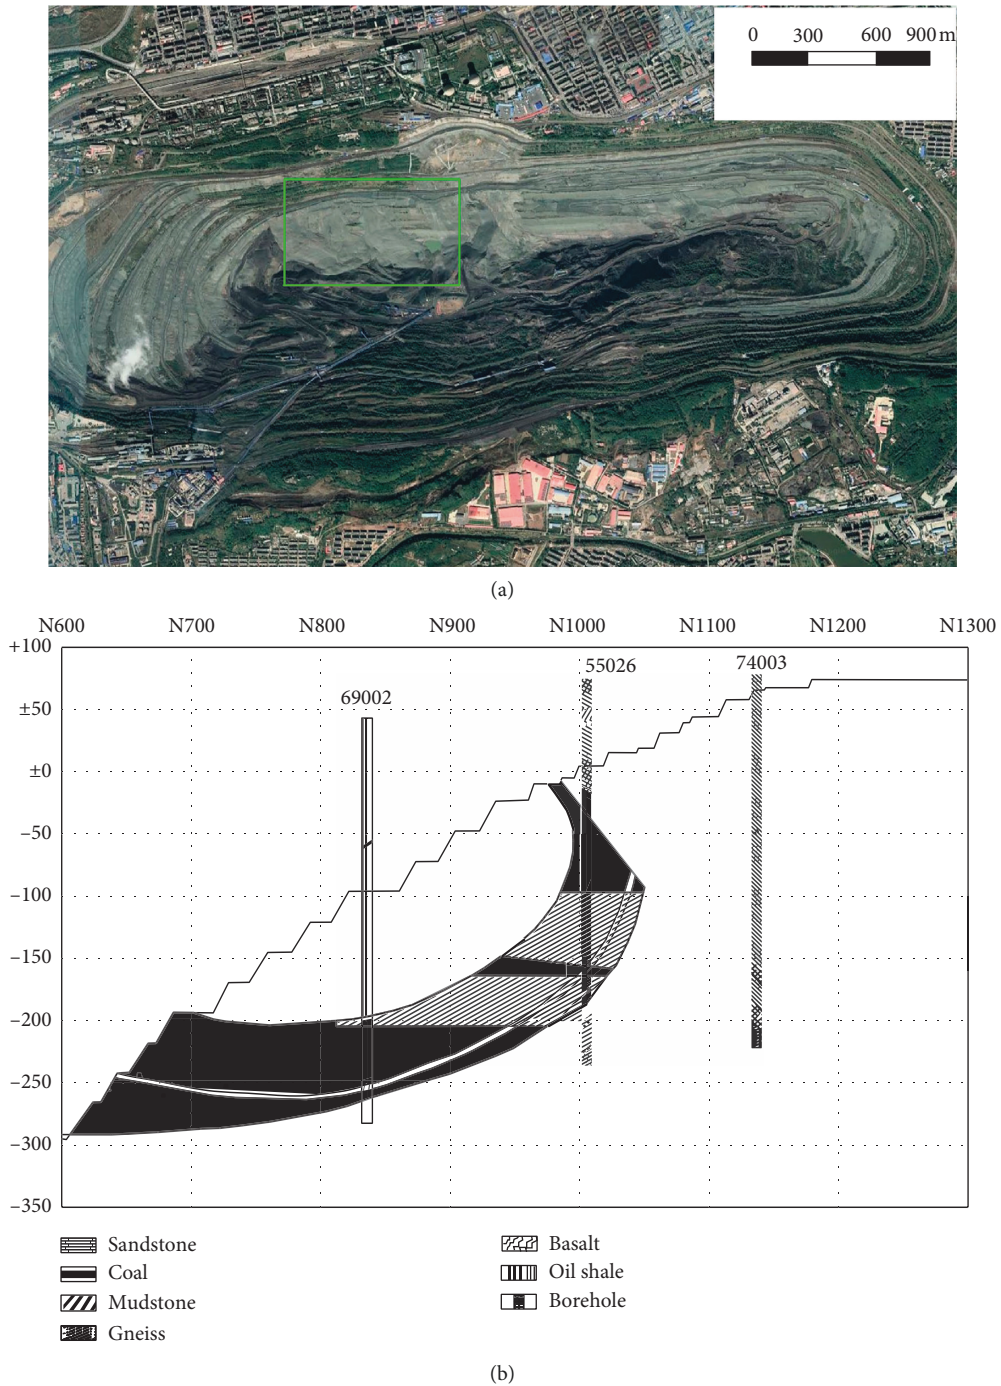 0 300 600 900 m
(a)
N600 N700 N800 N900 N1000 N1100 N1200 N1300
+100
55026 74003
69002
±50
±0
−50
−100
−150
−200
−250
−300
−350
Sandstone
Coal
Mudstone
Gneiss
Basalt
Oil shale
Borehole
(b)